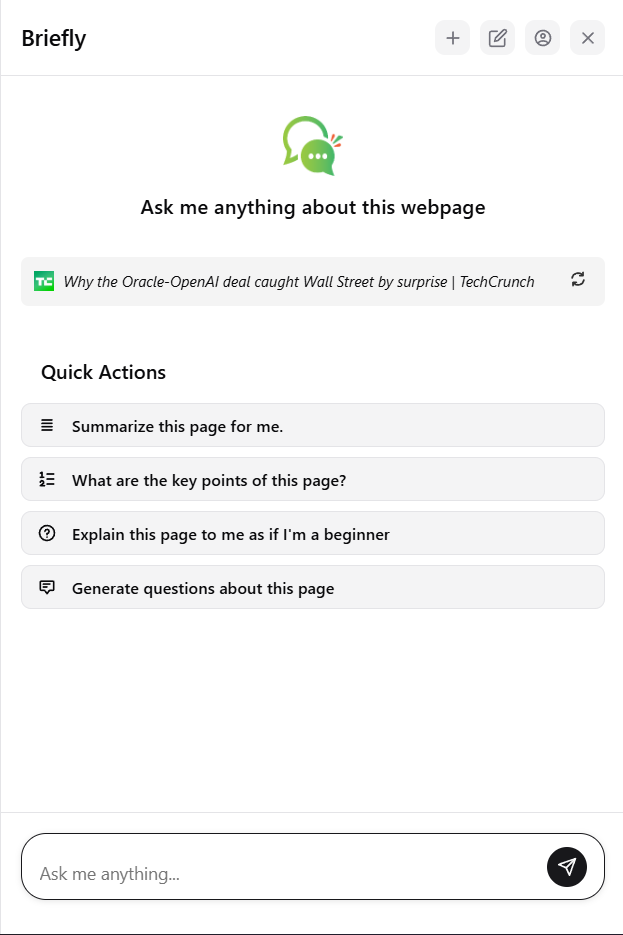 Briefly
Ask me anything about this webpage
TC Why the Oracle-OpenAI deal caught Wall Street by surprise | TechCrunch
Quick Actions
Summarize this page for me.
What are the key points of this page?
Explain this page to me as if I'm a beginner
Generate questions about this page
Ask me anything...